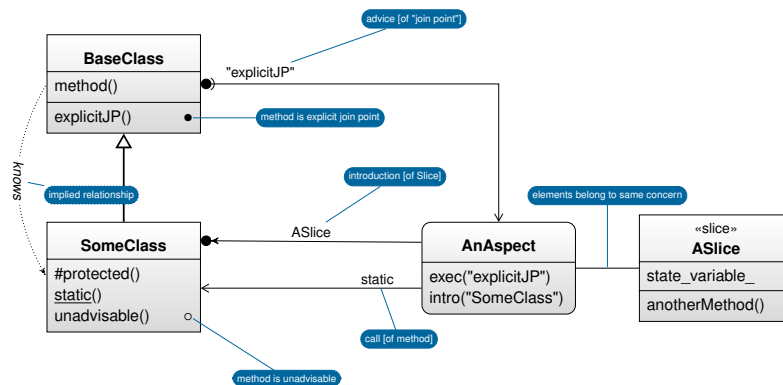 advice [of "join point"]
BaseClass
method()
"explicitJP"
explicitJP()
method is explicit join point
knows
implied relationship
introduction [of Slice]
elements belong to same concern
SomeClass
ASlice
AnAspect
«slice»
ASlice
#protected()
static()
unadvisable()
static
exec("explicitJP")
intro("SomeClass")
state_variable_
anotherMethod()
call [of method]
method is unadvisable